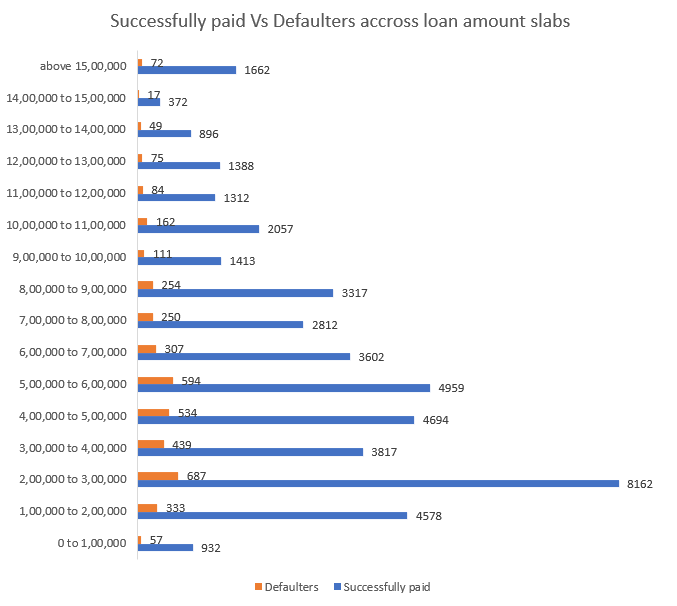 Successfully paid Vs Defaulters accross loan amount slabs
above 15,00,000 72 1662
14,00,000 to 15,00,000 17 372
13,00,000 to 14,00,000 49 896
12,00,000 to 13,00,000 75 1388
11,00,000 to 12,00,000 84 1312
10,00,000 to 11,00,000 162 2057
9,00,000 to 10,00,000 111 1413
8,00,000 to 9,00,000 254 3317
7,00,000 to 8,00,000 250 2812
6,00,000 to 7,00,000 307 3602
5,00,000 to 6,00,000 594 4959
4,00,000 to 5,00,000 534 4694
3,00,000 to 4,00,000 439 3817
2,00,000 to 3,00,000 687 8162
1,00,000 to 2,00,000 333 4578
0 to 1,00,000 57 932
Defaulters Successfully paid